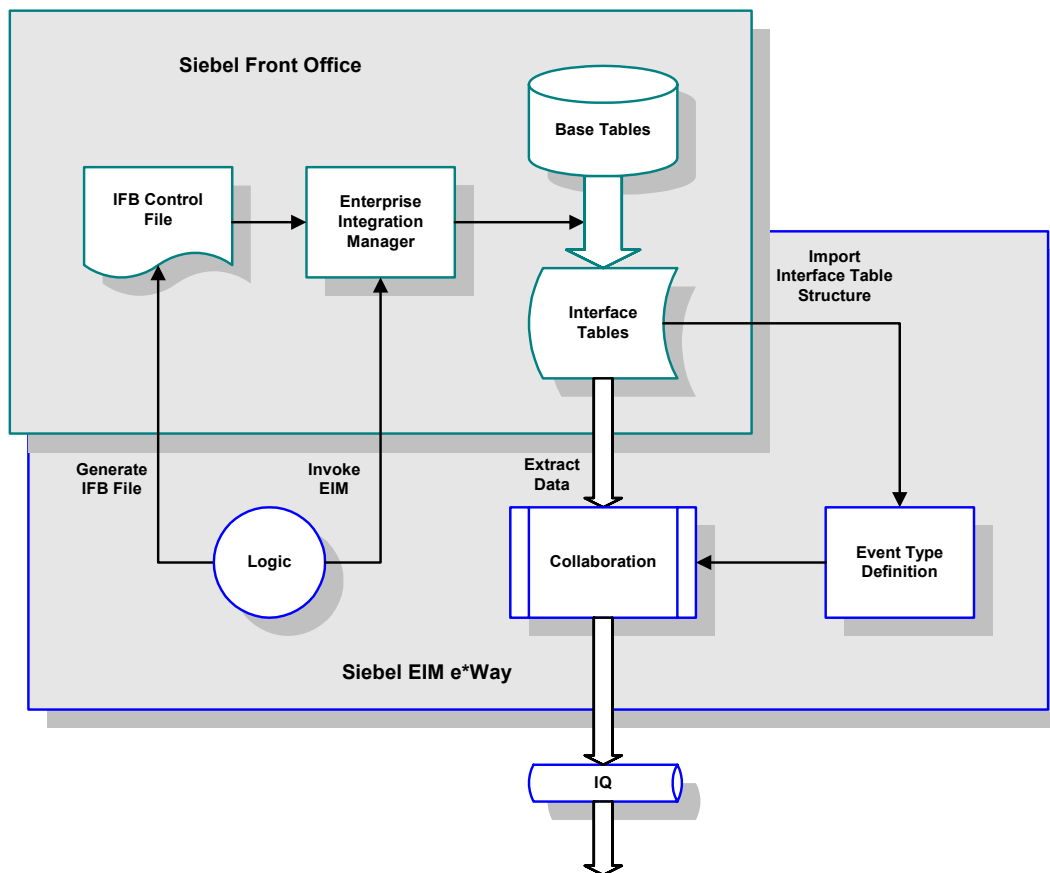 Siebel Front Office
Base Tables
IFB Control
File
Enterprise
Integration
Manager
Import
Interface Table
Structure
Interface
Tables
Generate
IFB File
Invoke
EIM
Extract
Data
Logic
Collaboration
Event Type
Definition
Siebel EIM e*Way
IQ